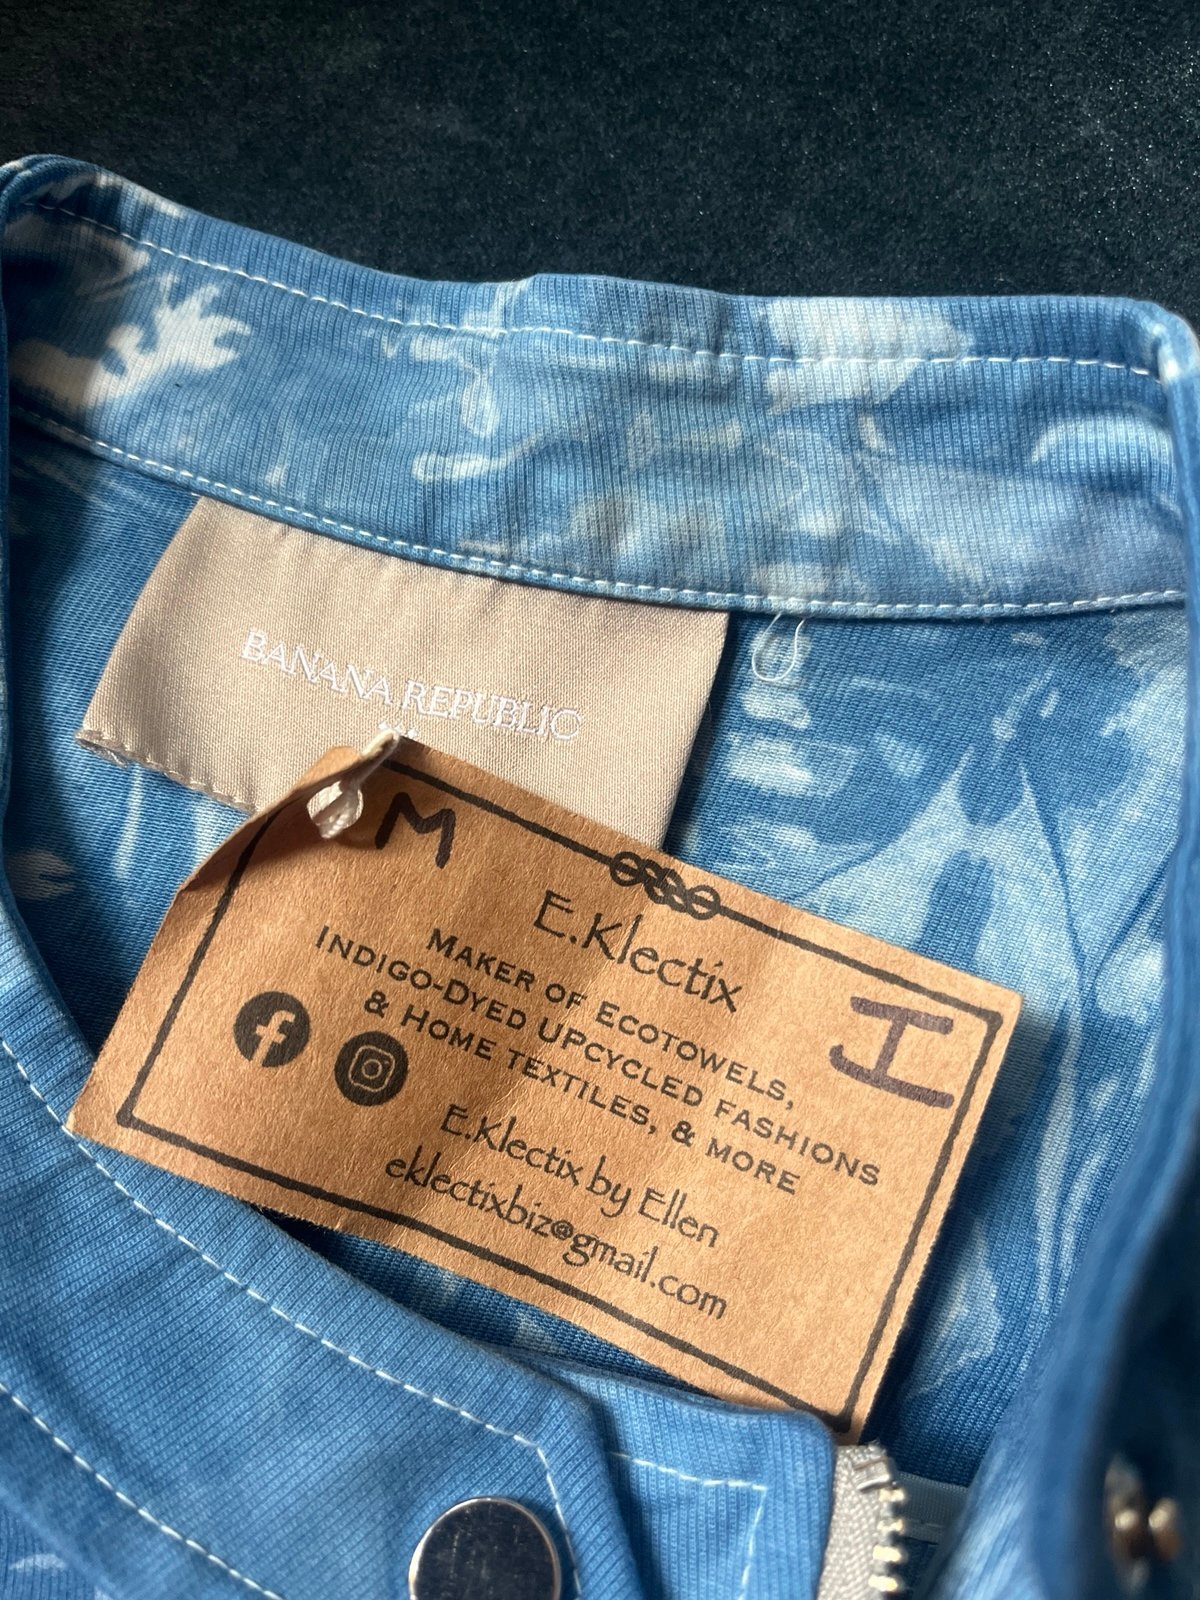 BANANA REPUBLIC
M
E.Klectix
MAKER OF ECOTOWELS,
INDIGO-DYED UPCYCLED FASHIONS
& HOME TEXTILES, & MORE
E.Klectix by Ellen
eklectixbiz@gmail.com